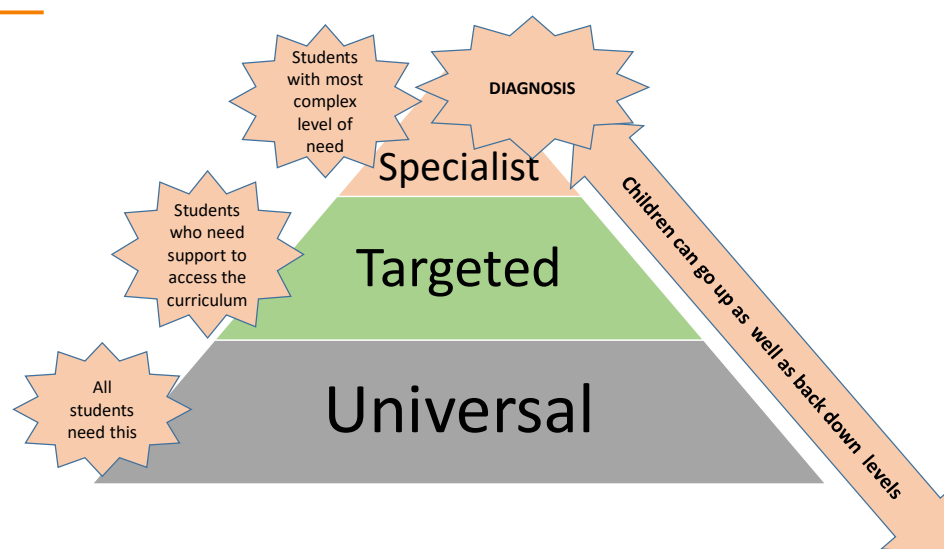 Students
with most
complex
level of
need
DIAGNOSIS
Specialist
Students
who need
support to
access the
curriculum
Targeted
Children can go up as well as back down levels
All
students
need this
Universal